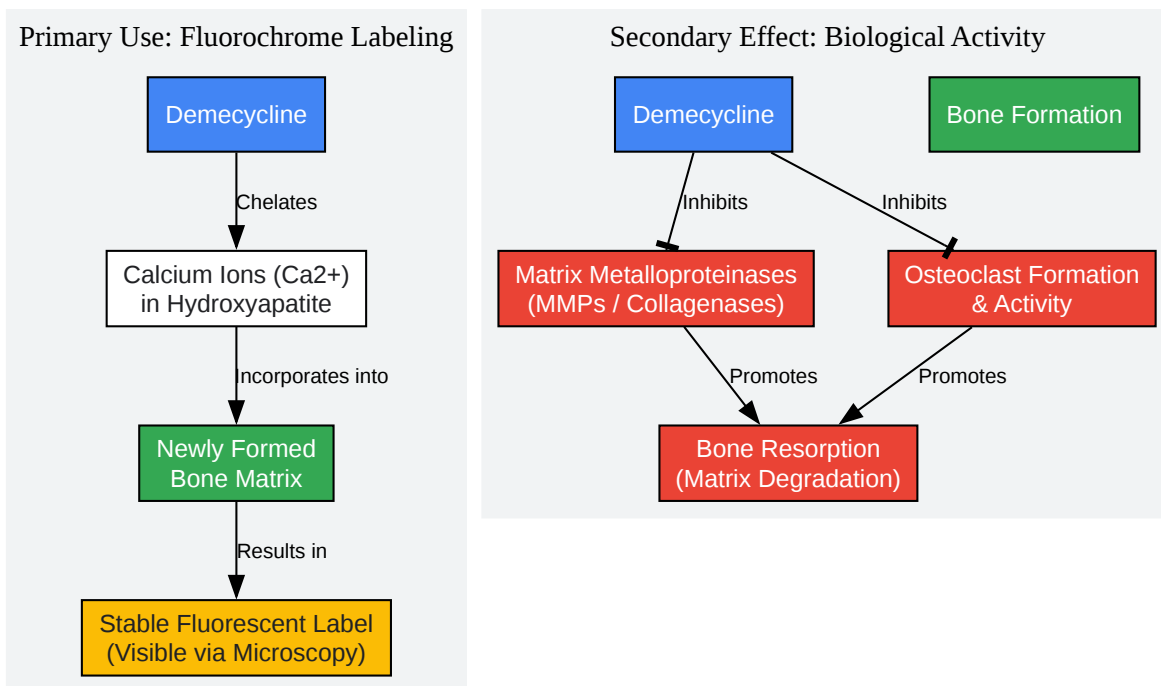 Primary Use: Fluorochrome Labeling
Demecycline
Chelates
Calcium Ions (Ca2+)
in Hydroxyapatite
Incorporates into
Newly Formed
Bone Matrix
Results in
Stable Fluorescent Label
(Visible via Microscopy)
Secondary Effect: Biological Activity
Demecycline
Bone Formation
Inhibits
Inhibits
Matrix Metalloproteinases
(MMPs / Collagenases)
Osteoclast Formation
& Activity
Promotes
Promotes
Bone Resorption
(Matrix Degradation)